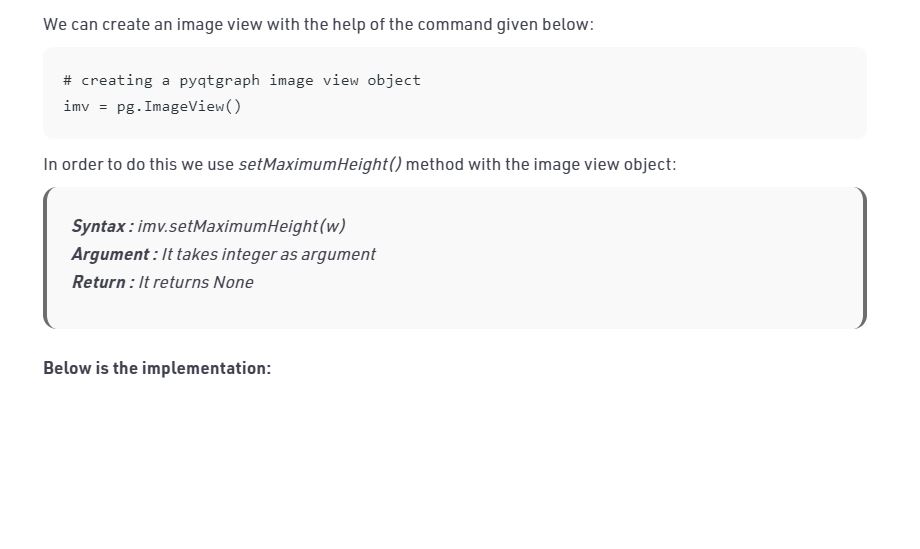 We can create an image view with the help of the command given below:
# creating a pyqtgraph image view object
imv = pg.ImageView()
In order to do this we use setMaximumHeight() method with the image view object:
Syntax : imv.setMaximumHeight(w)
Argument : It takes integer as argument
Return : It returns None
Below is the implementation: